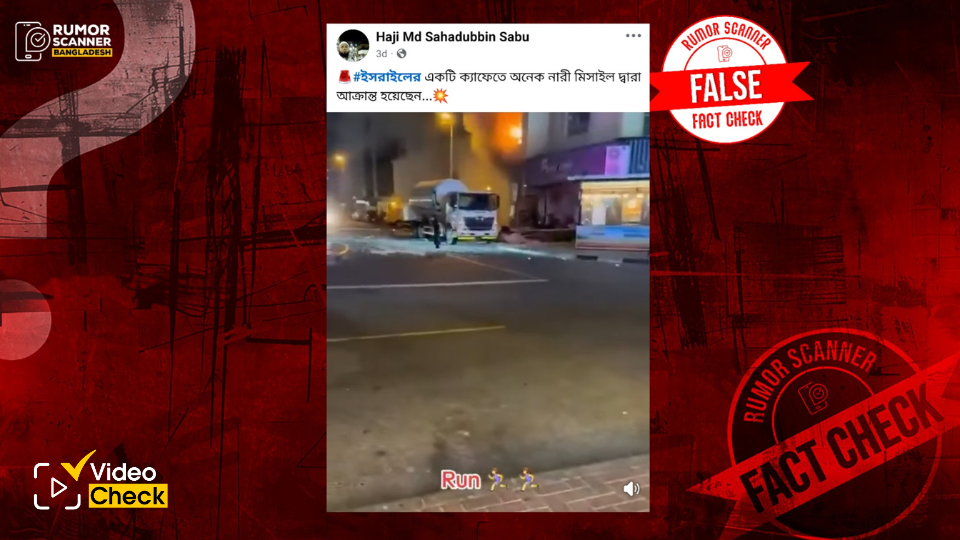 RUMOR
SCANNER
BANGLADESH
Haji Md Sahadubbin Sabu
3d
#ইসরাইলের একটি ক্যাফেতে অনেক নারী মিসাইল দ্বারা
আক্রান্ত হয়েছেন...
RUMOR SCANNER
FALSE
FACT CHECK
Run
Video
Check
RUMOR SCANNER
FACT CHECK